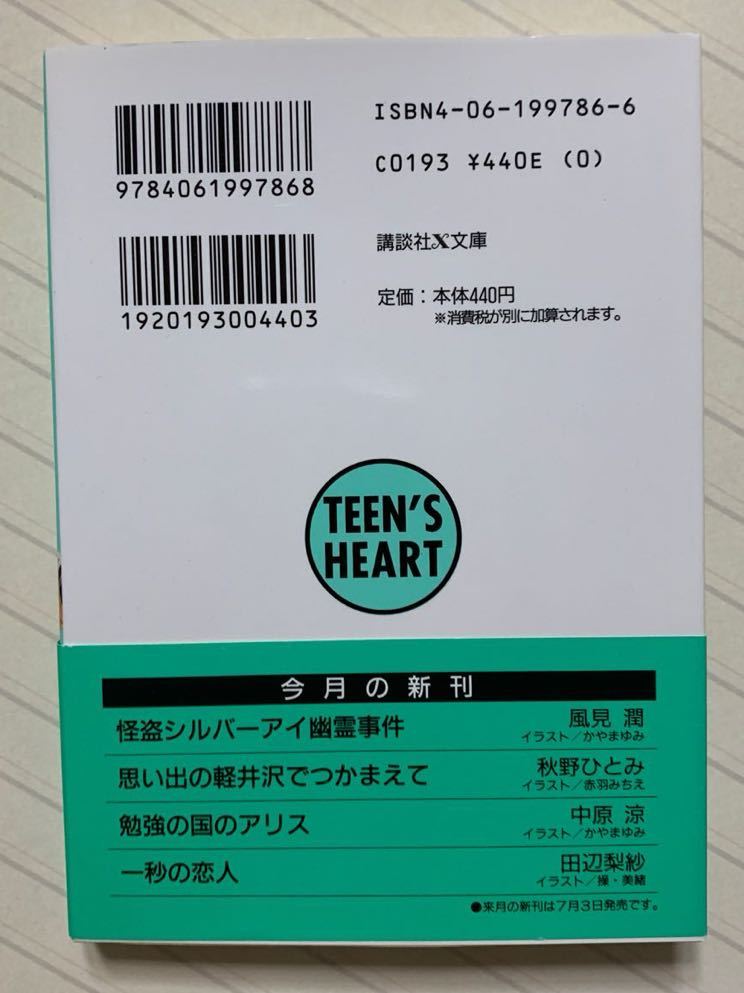 ISBN4-06-199786-6
9784061997868
C0193 ¥440E (0)
講談社X文庫
1920193004403
定価：本体440円
※消費税が別に加算されます。
TEEN'S
HEART
今月の新刊
怪盗シルバーアイ幽霊事件 風見 潤
イラスト／かやまゆみ
思い出の軽井沢でつかまえて 秋野ひとみ
イラスト／赤羽みちえ
勉強の国のアリス 中原 涼
イラスト／かやまゆみ
一秒の恋人 田辺梨紗
イラスト／操・美緒
●来月の新刊は7月3日発売です。